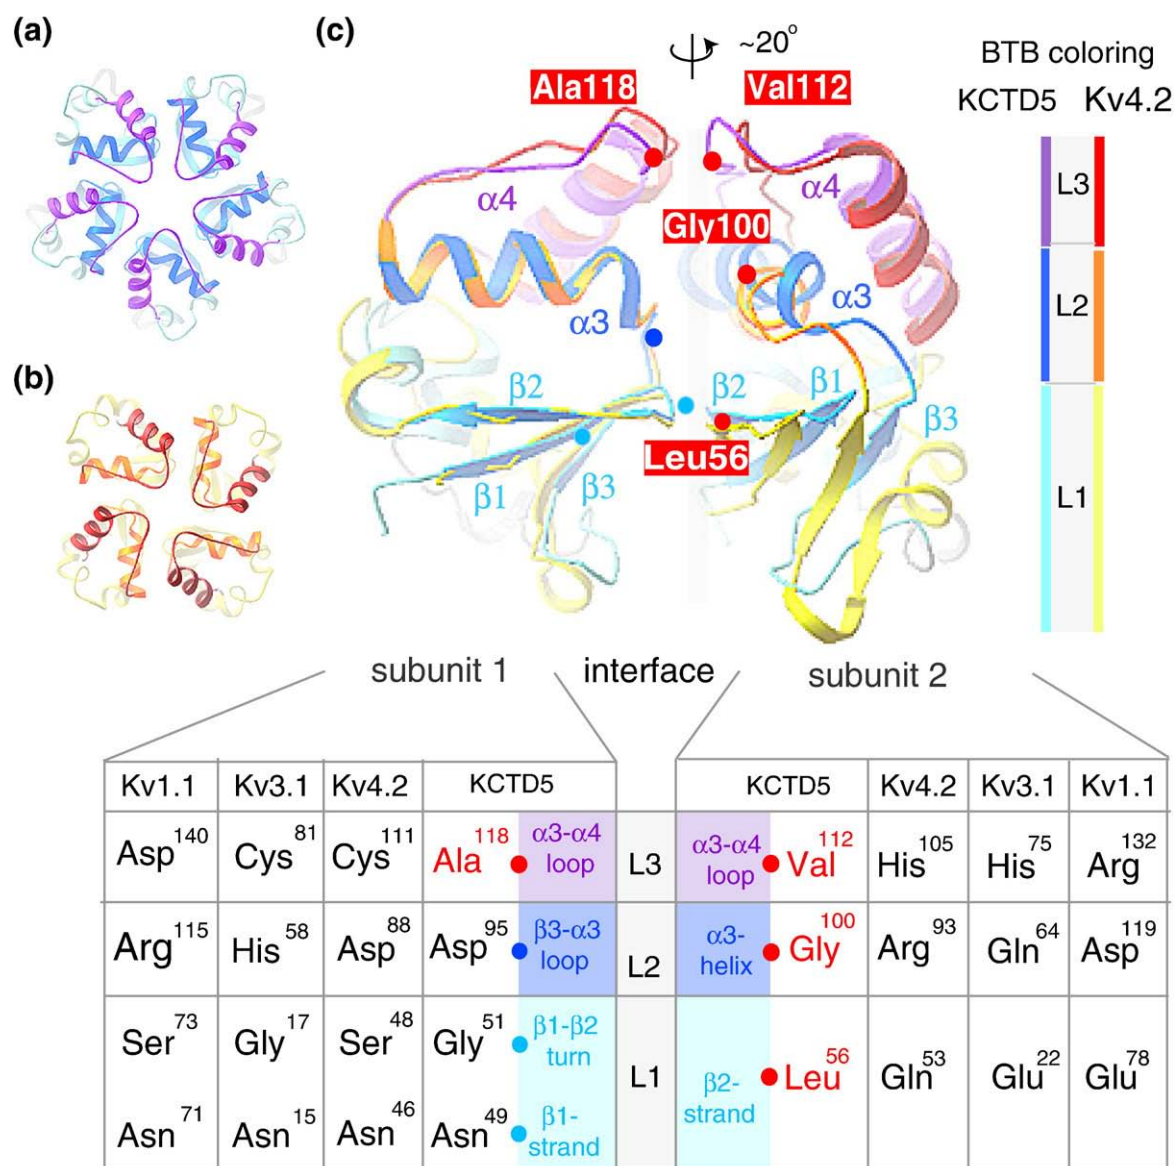 (a)
(b)
(c)
~20°
Ala118
Val112
α4
α4
Gly100
α3
α3
β2
β2
β1
β3
Leu56
β1
β3
BTB coloring
KCTD5 Kv4.2
L3
L2
L1
subunit 1 interface subunit 2
Kv1.1 Kv3.1 Kv4.2 KCTD5 KCTD5 Kv4.2 Kv3.1 Kv1.1
Asp140 Cys81 Cys111 Ala118 α3-α4 loop L3 α3-α4 loop Val112 His105 His75 Arg132
Arg115 His58 Asp88 Asp95 β3-α3 loop L2 α3-helix Gly100 Arg93 Gln64 Asp119
Ser73 Gly17 Ser48 Gly51 β1-β2 turn L1 β2-strand Leu56 Gln53 Glu22 Glu78
Asn71 Asn15 Asn46 Asn49 β1-strand